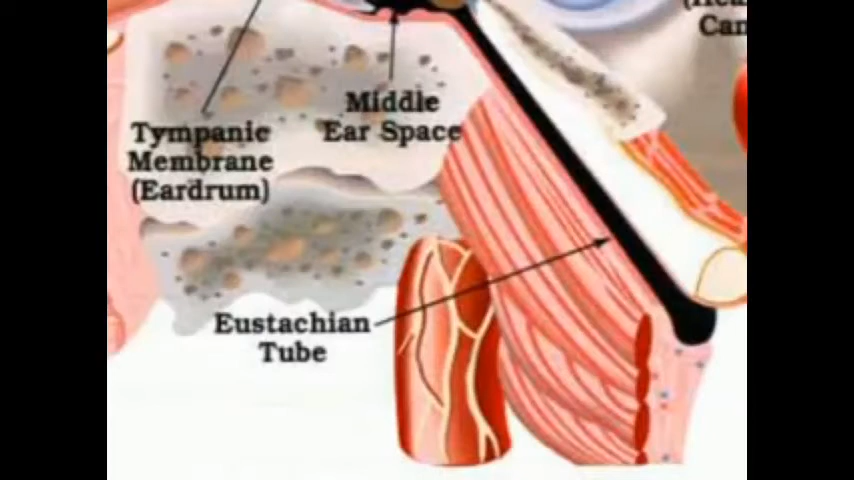 Tympanic
Membrane
(Eardrum)
Middle
Ear Space
Eustachian
Tube